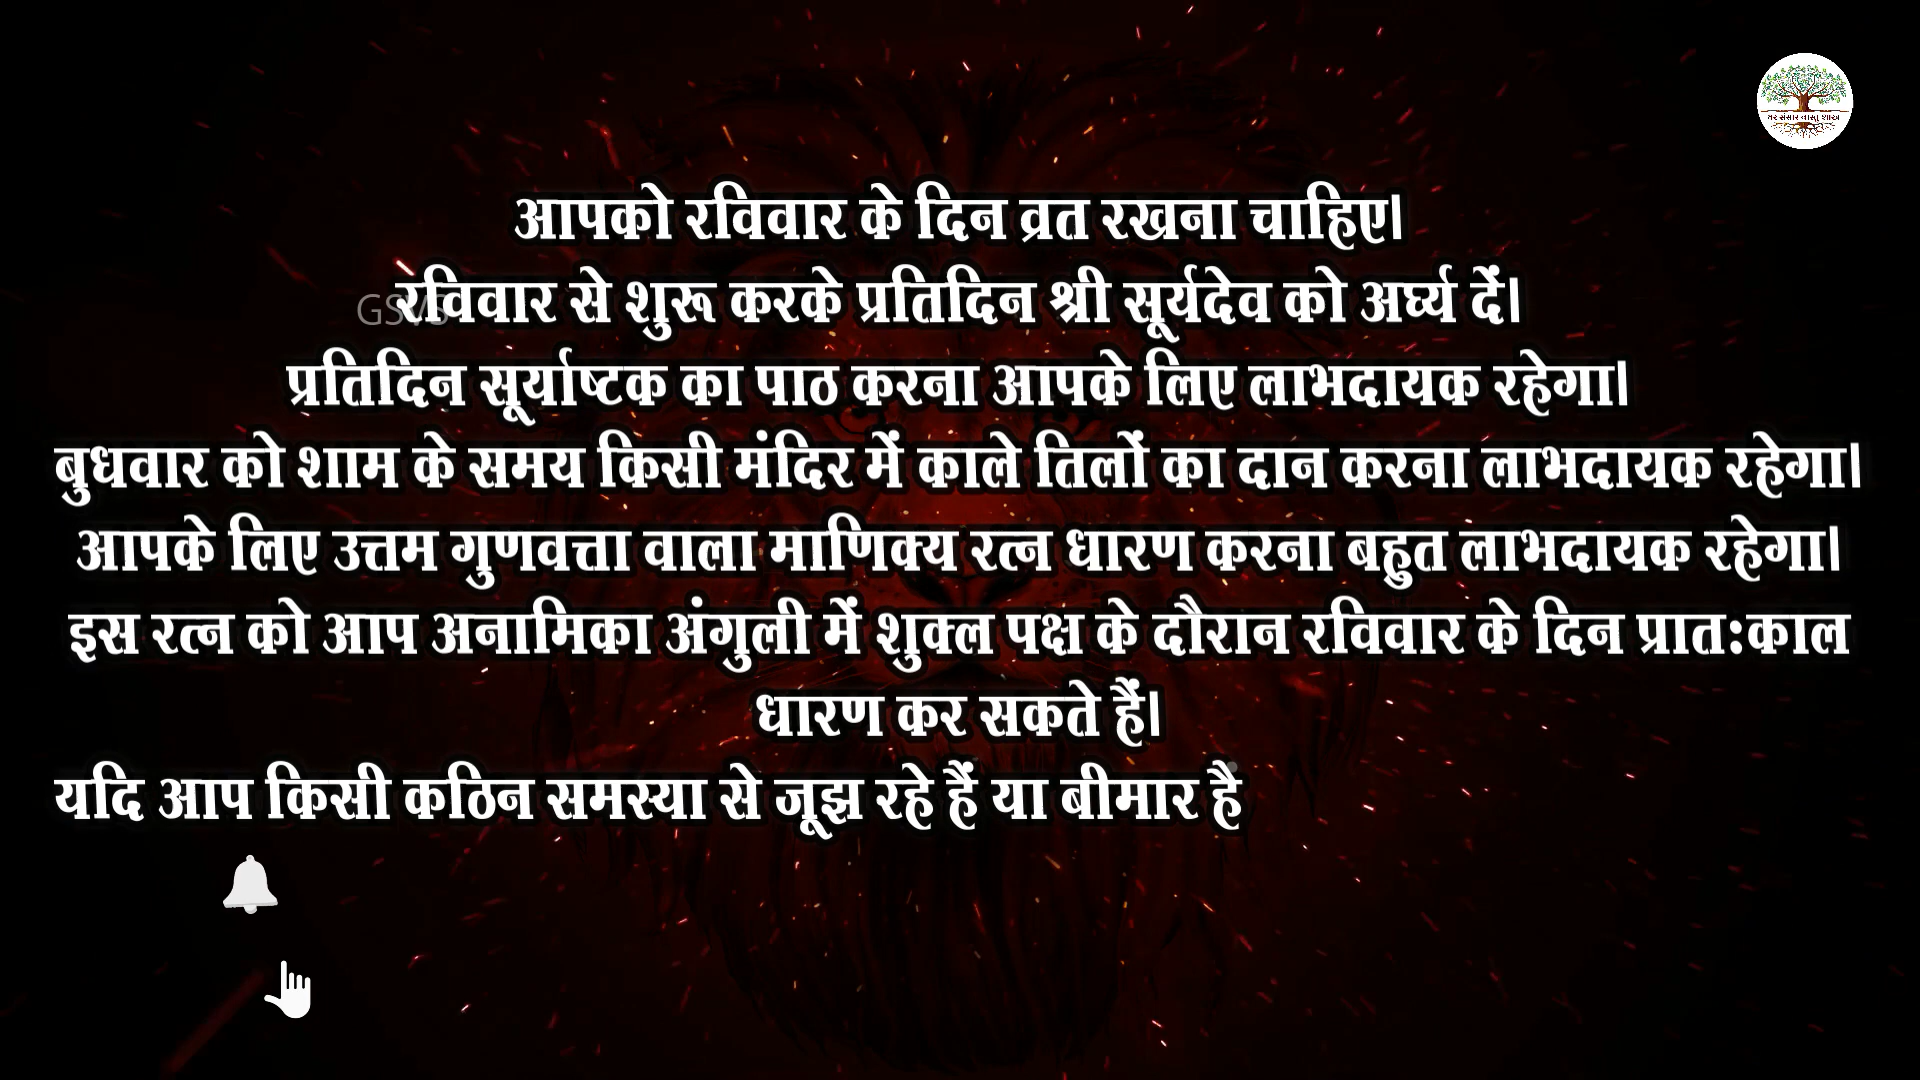 घर संसार वास्तु शास्त्र
आपको रविवार के दिन व्रत रखना चाहिए।
GSVS
रविवार से शुरू करके प्रतिदिन श्री सूर्यदेव को अर्घ्य दें।
प्रतिदिन सूर्याष्टक का पाठ करना आपके लिए लाभदायक रहेगा।
बुधवार को शाम के समय किसी मंदिर में काले तिलों का दान करना लाभदायक रहेगा।
आपके लिए उत्तम गुणवत्ता वाला माणिक्य रत्न धारण करना बहुत लाभदायक रहेगा।
इस रत्न को आप अनामिका अंगुली में शुक्ल पक्ष के दौरान रविवार के दिन प्रात:काल
धारण कर सकते हैं।
यदि आप किसी कठिन समस्या से जूझ रहे हैं या बीमार है